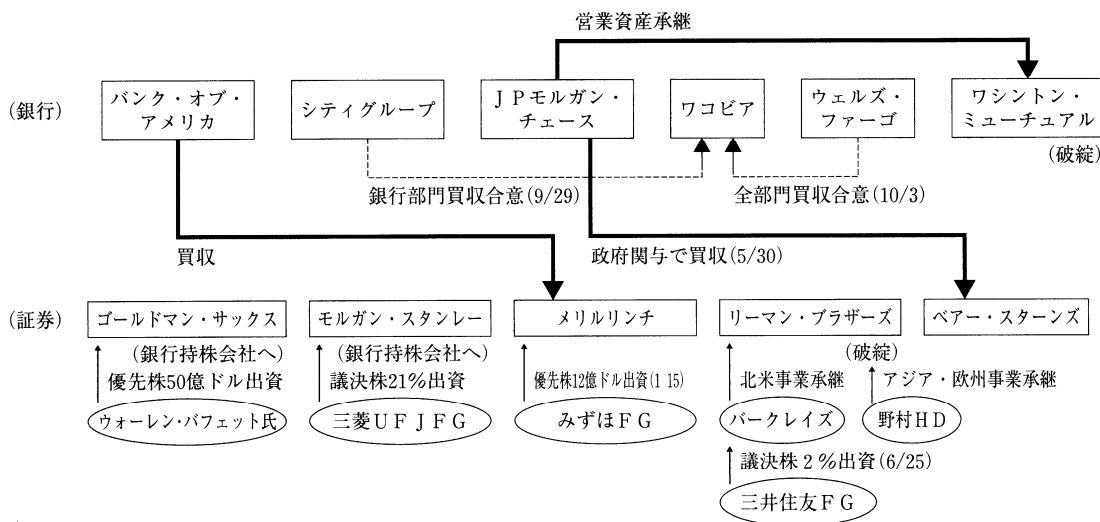 営業資産承継
(銀行)
バンク・オブ・
アメリカ
シティグループ
ＪＰモルガン・
チェース
ワコビア
ウェルズ・
ファーゴ
ワシントン・
ミューチュアル
(破綻)
銀行部門買収合意(9/29)
全部門買収合意(10/3)
買収
政府関与で買収(5/30)
(証券)
ゴールドマン・サックス
モルガン・スタンレー
メリルリンチ
リーマン・ブラザーズ
ベアー・スターンズ
(銀行持株会社へ)
(銀行持株会社へ)
(破綻)
優先株50億ドル出資
議決株21%出資
優先株12億ドル出資(1 15)
北米事業承継
アジア・欧州事業承継
ウォーレン・バフェット氏
三菱ＵＦＪＦＧ
みずほＦＧ
バークレイズ
野村ＨＤ
議決株２%出資(6/25)
三井住友ＦＧ